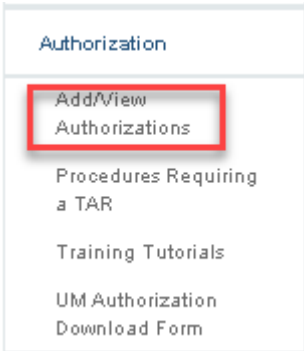 Authorization
Add/View
Authorizations
Procedures Requiring
a TAR
Training Tutorials
UM Authorization
Download Form